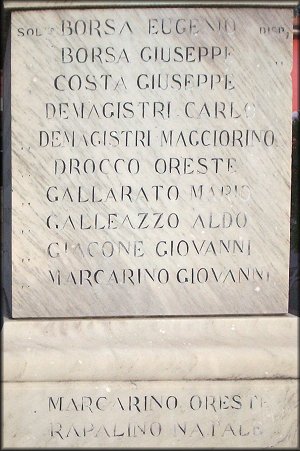 SOL. BORSA EUGENIO DISP.
" BORSA GIUSEPPE "
" COSTA GIUSEPPE
" DEMAGISTRI CARLO
" DEMAGISTRI MAGGIORINO
" DROCCO ORESTE
" GALLARATO MARIO
" GALLEAZZO ALDO
" GIACONE GIOVANNI
" MARCARINO GIOVANNI
MARCARINO ORESTE
RAPALINO NATALE